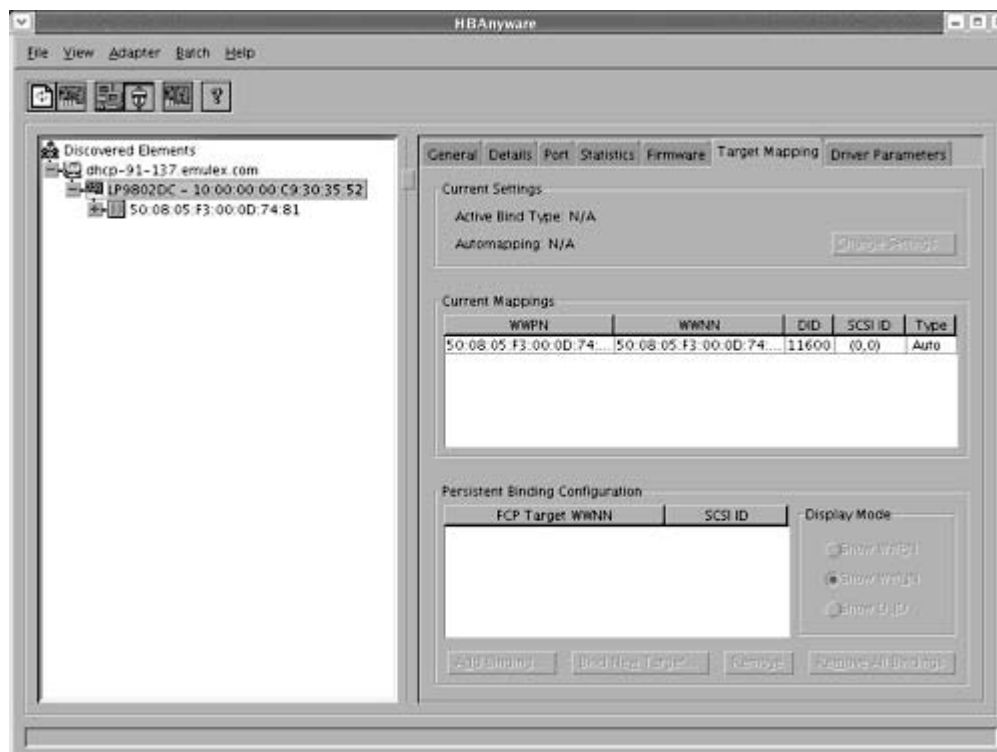 HBAnyware
File View Adapter Batch Help
Discovered Elements
dhcp-91-137.emulex.com
LP9802DC - 10:00:00:00:C9:30:35:52
50:08:05:F3:00:0D:74:81
General Details Port Statistics Firmware Target Mapping Driver Parameters
Current Settings
Active Bind Type: N/A
Automapping: N/A
Change Settings...
Current Mappings
WWPN WWNN DID SCSI ID Type
50:08:05:F3:00:0D:74:... 50:08:05:F3:00:0D:74:... 11600 (0,0) Auto
Persistent Binding Configuration
FCP Target WWNN SCSI ID
Display Mode
Show WWPN
Show WWNN
Show D_ID
Add Binding... Bind New Target... Remove Remove All Bindings